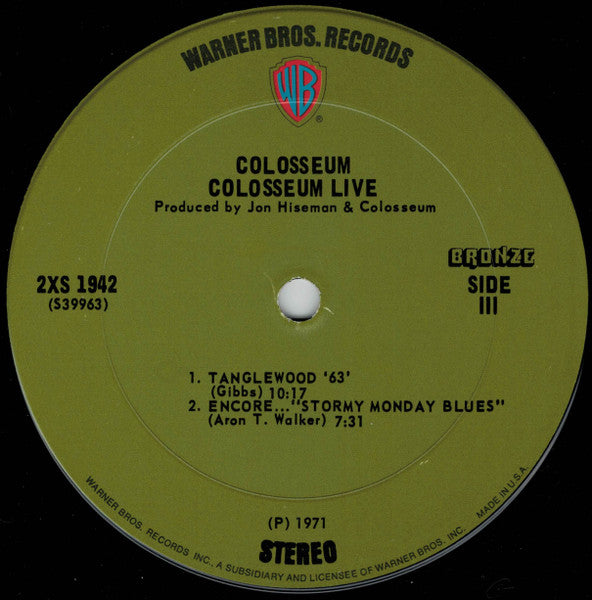 WARNER BROS. RECORDS
WB
®
COLOSSEUM
COLOSSEUM LIVE
Produced by Jon Hiseman & Colosseum
BRONZE
2XS 1942
(S39963)
SIDE
III
1. TANGLEWOOD '63'
(Gibbs) 10:17
2. ENCORE..."STORMY MONDAY BLUES"
(Aron T. Walker) 7:31
(P) 1971
STEREO
WARNER BROS. RECORDS INC., A SUBSIDIARY AND LICENSEE OF WARNER BROS. INC.
MADE IN U.S.A.